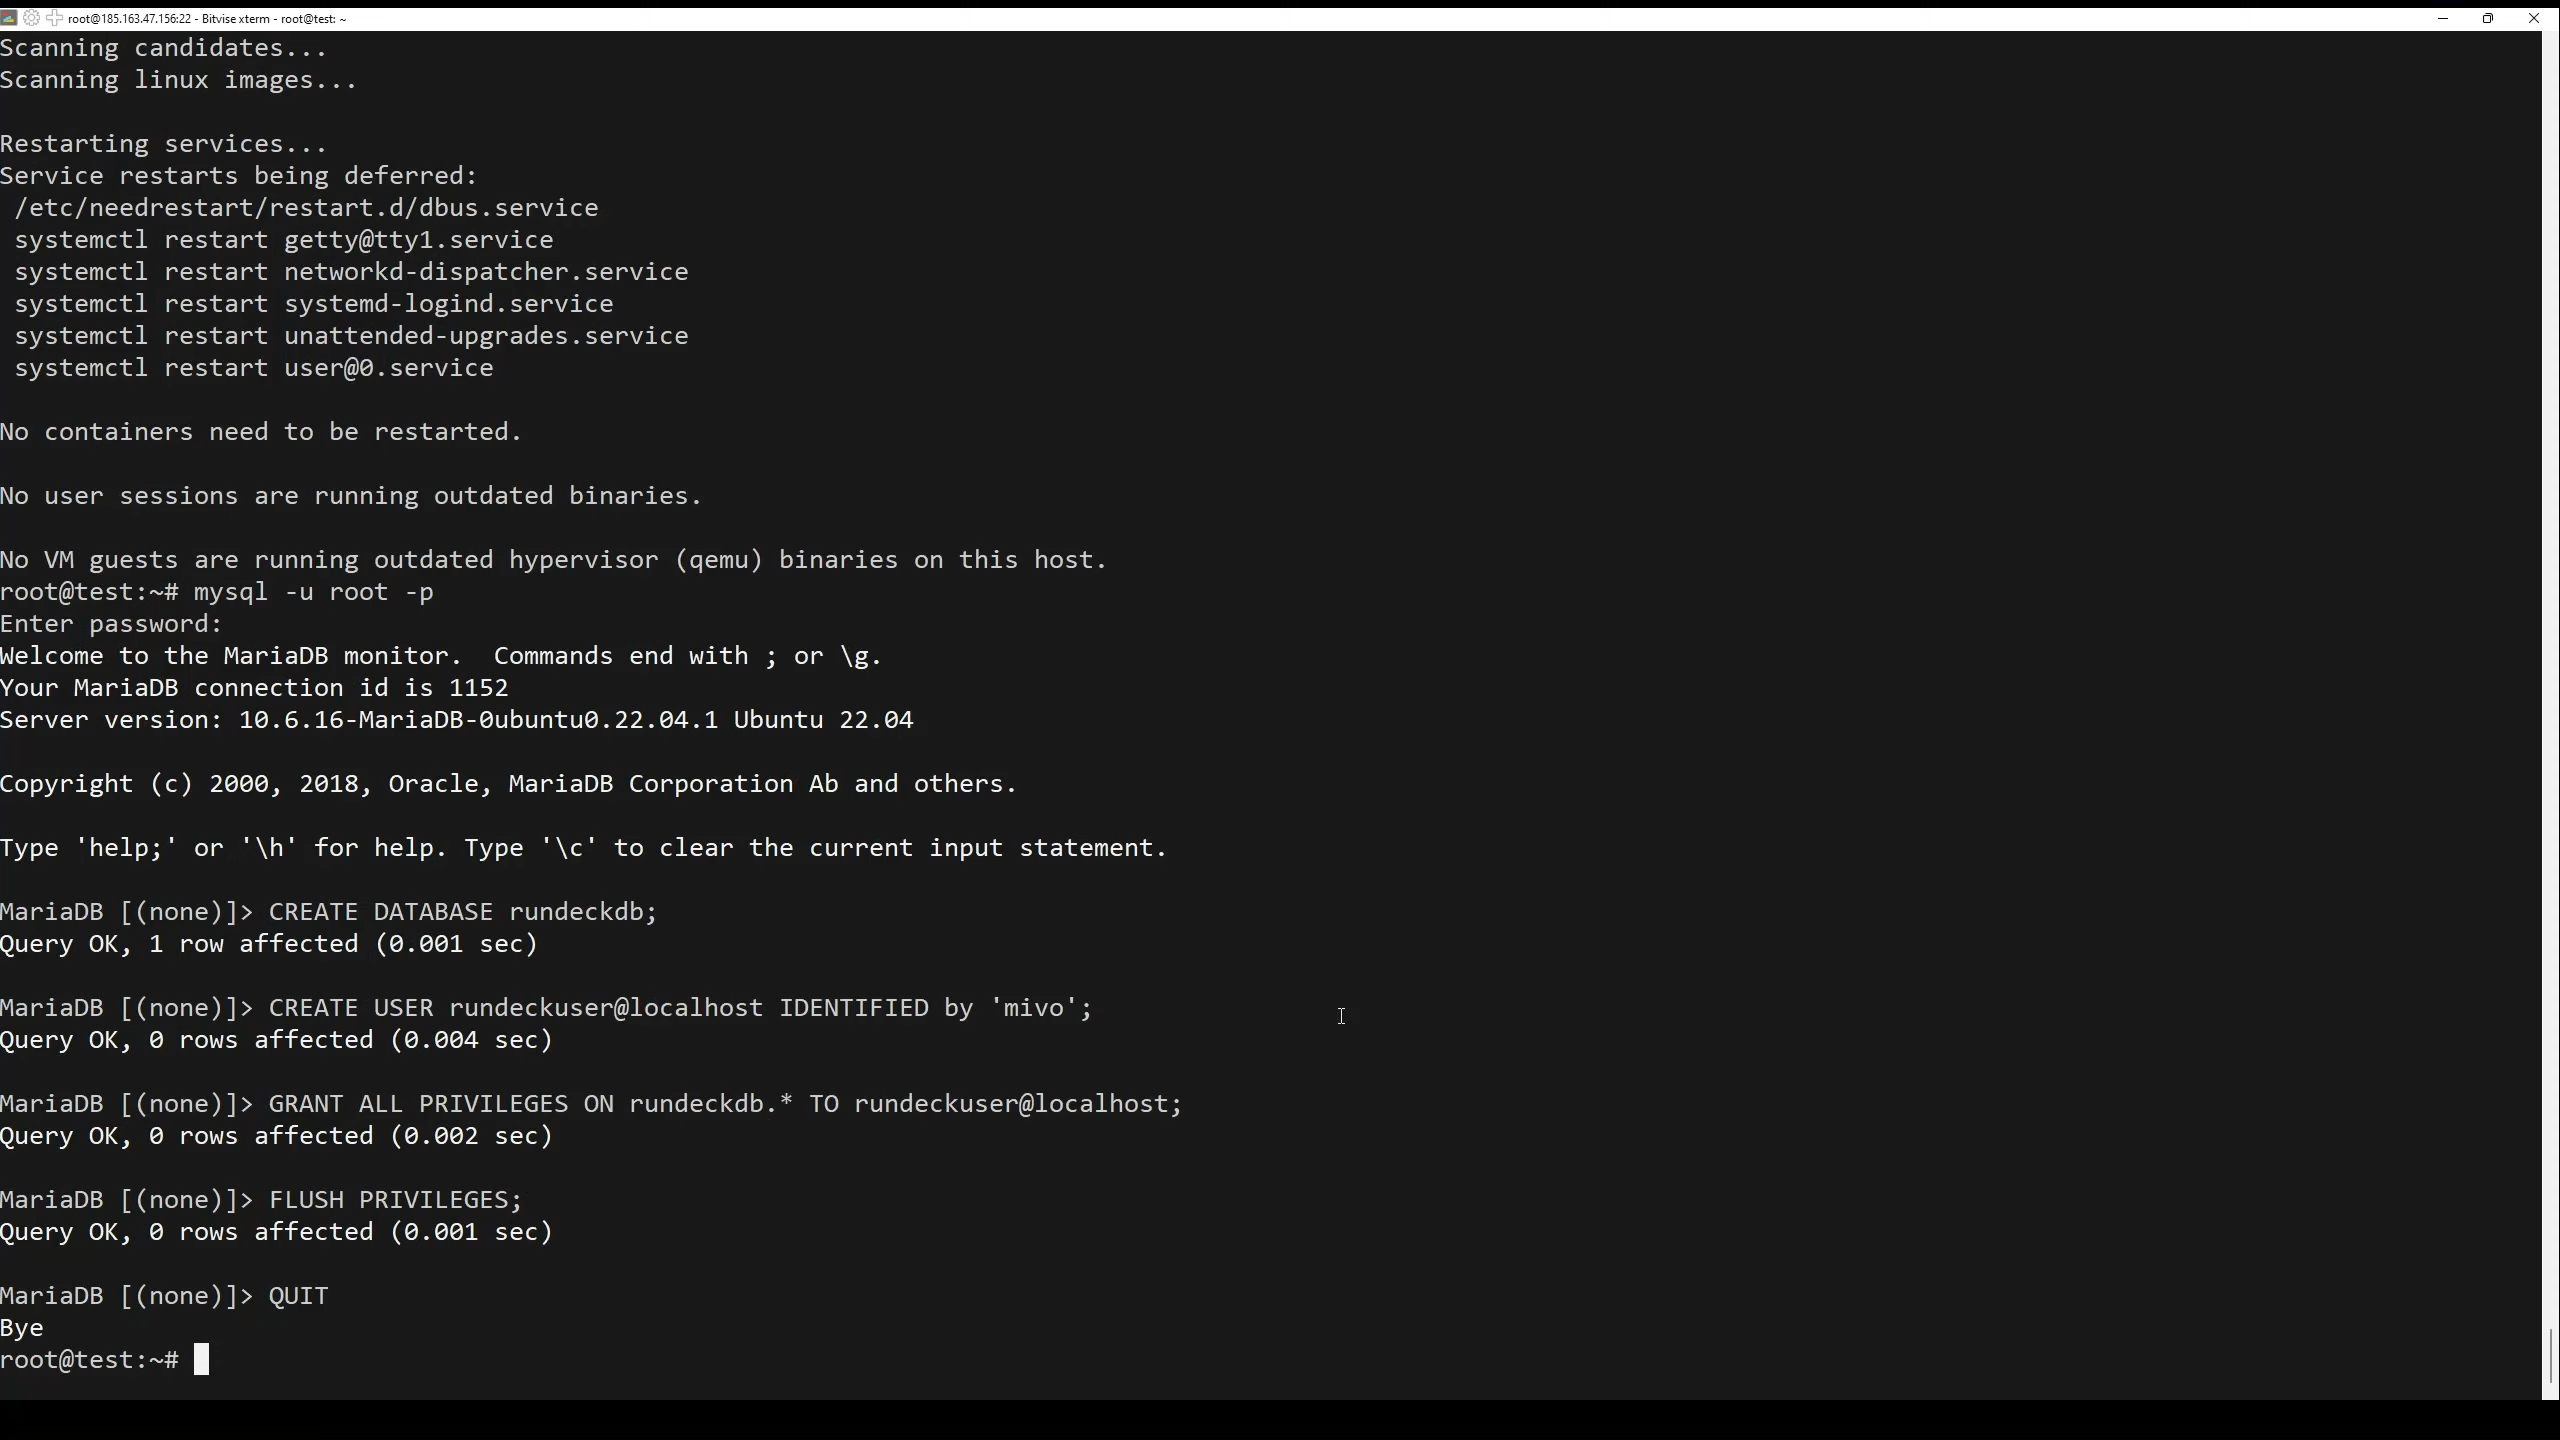 root@185.163.47.156:22 - Bitvise xterm - root@test: ~
Scanning candidates...
Scanning linux images...
Restarting services...
Service restarts being deferred:
/etc/needrestart/restart.d/dbus.service
systemctl restart getty@tty1.service
systemctl restart networkd-dispatcher.service
systemctl restart systemd-logind.service
systemctl restart unattended-upgrades.service
systemctl restart user@0.service
No containers need to be restarted.
No user sessions are running outdated binaries.
No VM guests are running outdated hypervisor (qemu) binaries on this host.
root@test:~# mysql -u root -p
Enter password:
Welcome to the MariaDB monitor.  Commands end with ; or \g.
Your MariaDB connection id is 1152
Server version: 10.6.16-MariaDB-0ubuntu0.22.04.1 Ubuntu 22.04
Copyright (c) 2000, 2018, Oracle, MariaDB Corporation Ab and others.
Type 'help;' or '\h' for help. Type '\c' to clear the current input statement.
MariaDB [(none)]> CREATE DATABASE rundeckdb;
Query OK, 1 row affected (0.001 sec)
MariaDB [(none)]> CREATE USER rundeckuser@localhost IDENTIFIED by 'mivo';
Query OK, 0 rows affected (0.004 sec)
MariaDB [(none)]> GRANT ALL PRIVILEGES ON rundeckdb.* TO rundeckuser@localhost;
Query OK, 0 rows affected (0.002 sec)
MariaDB [(none)]> FLUSH PRIVILEGES;
Query OK, 0 rows affected (0.001 sec)
MariaDB [(none)]> QUIT
Bye
root@test:~#